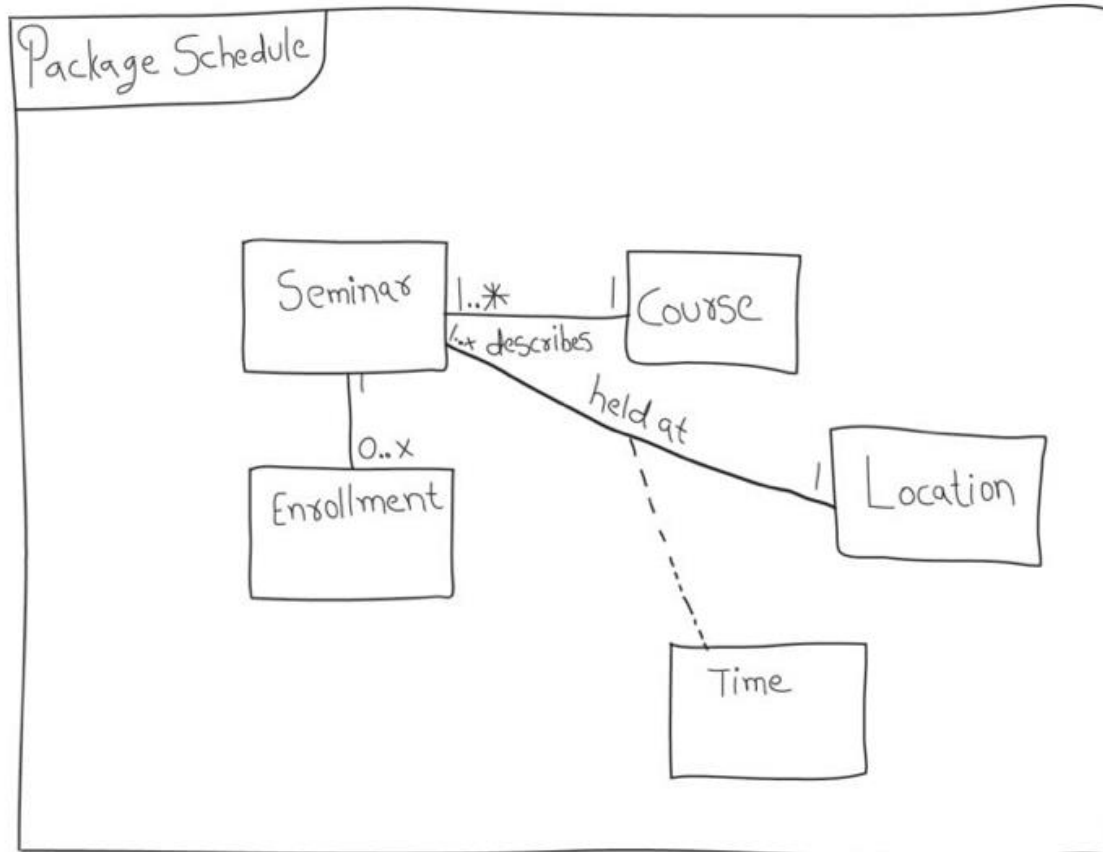 Package Schedule
Seminar
1..*
1
Course
1..* describes
held at
1
0..x
1
Location
Enrollment
Time